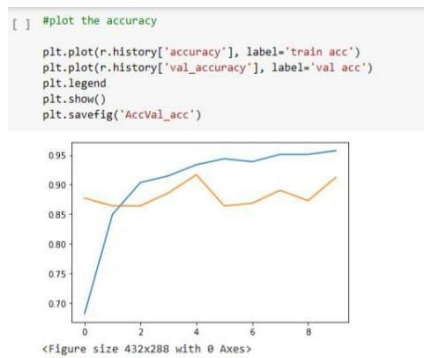 [ ] #plot the accuracy
plt.plot(r.history['accuracy'], label='train acc')
plt.plot(r.history['val_accuracy'], label='val acc')
plt.legend
plt.show()
plt.savefig('AccVal_acc')
0.95
0.90
0.85
0.80
0.75
0.70
0 2 4 6 8
<Figure size 432x288 with 0 Axes>